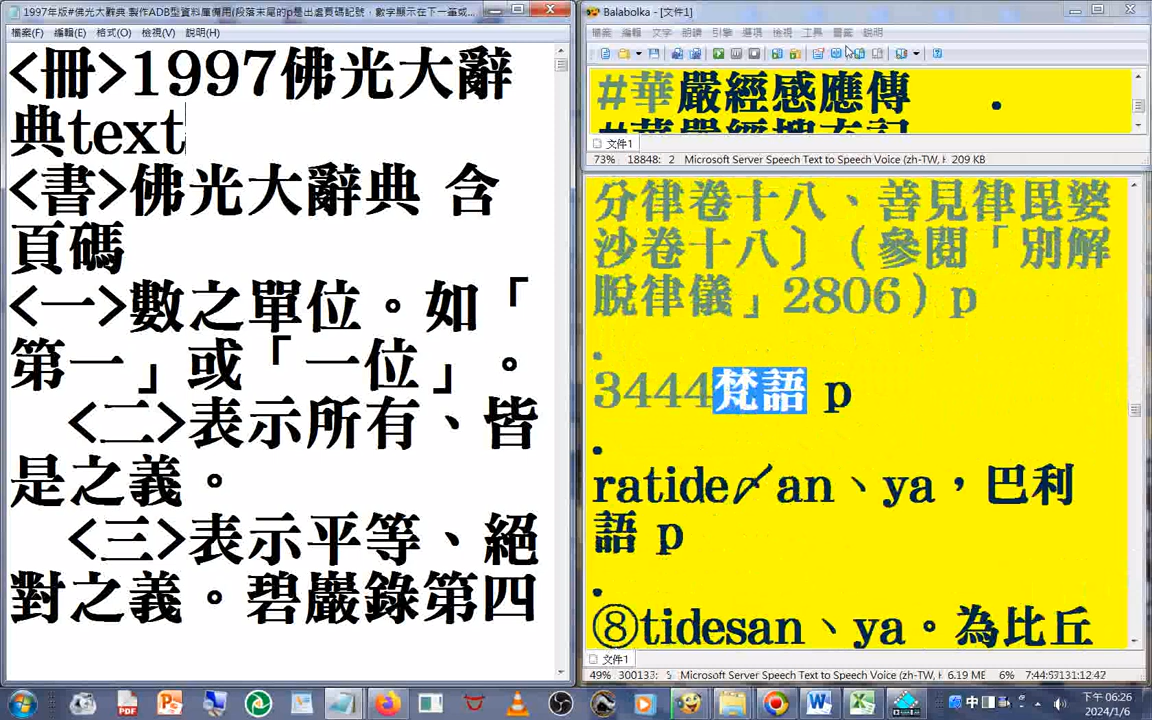 1997年版#佛光大辭典 製作ADB型資料庫備用(段落末尾的p是出處頁碼記號，數字顯示在下一筆或...
檔案(F) 編輯(E) 格式(O) 檢視(V) 說明(H)
<冊>1997佛光大辭
典text
<書>佛光大辭典 含
頁碼
<一>數之單位。如「
第一」或「一位」。
<二>表示所有、皆
是之義。
<三>表示平等、絕
對之義。碧巖錄第四
Balabolka - [文件1]
檔案 編輯 文字 朗讀 引擎 選項 檢視 工具 書籤 說明
#華嚴經感應傳 .
#華嚴經搜玄記
文件1
73% 18848: 2 Microsoft Server Speech Text to Speech Voice (zh-TW, H 209 KB
分律卷十八、善見律毘婆
沙卷十八〕（參閱「別解
脫律儀」2806）p
.
3444梵語 p
.
ratide〆an、ya，巴利
語 p
.
⑧tidesan、ya。為比丘
文件1
49% 300133: 5 Microsoft Server Speech Text to Speech Voice (zh-TW, H 6.19 MB 6%
中
下午 06:26
2024/1/6